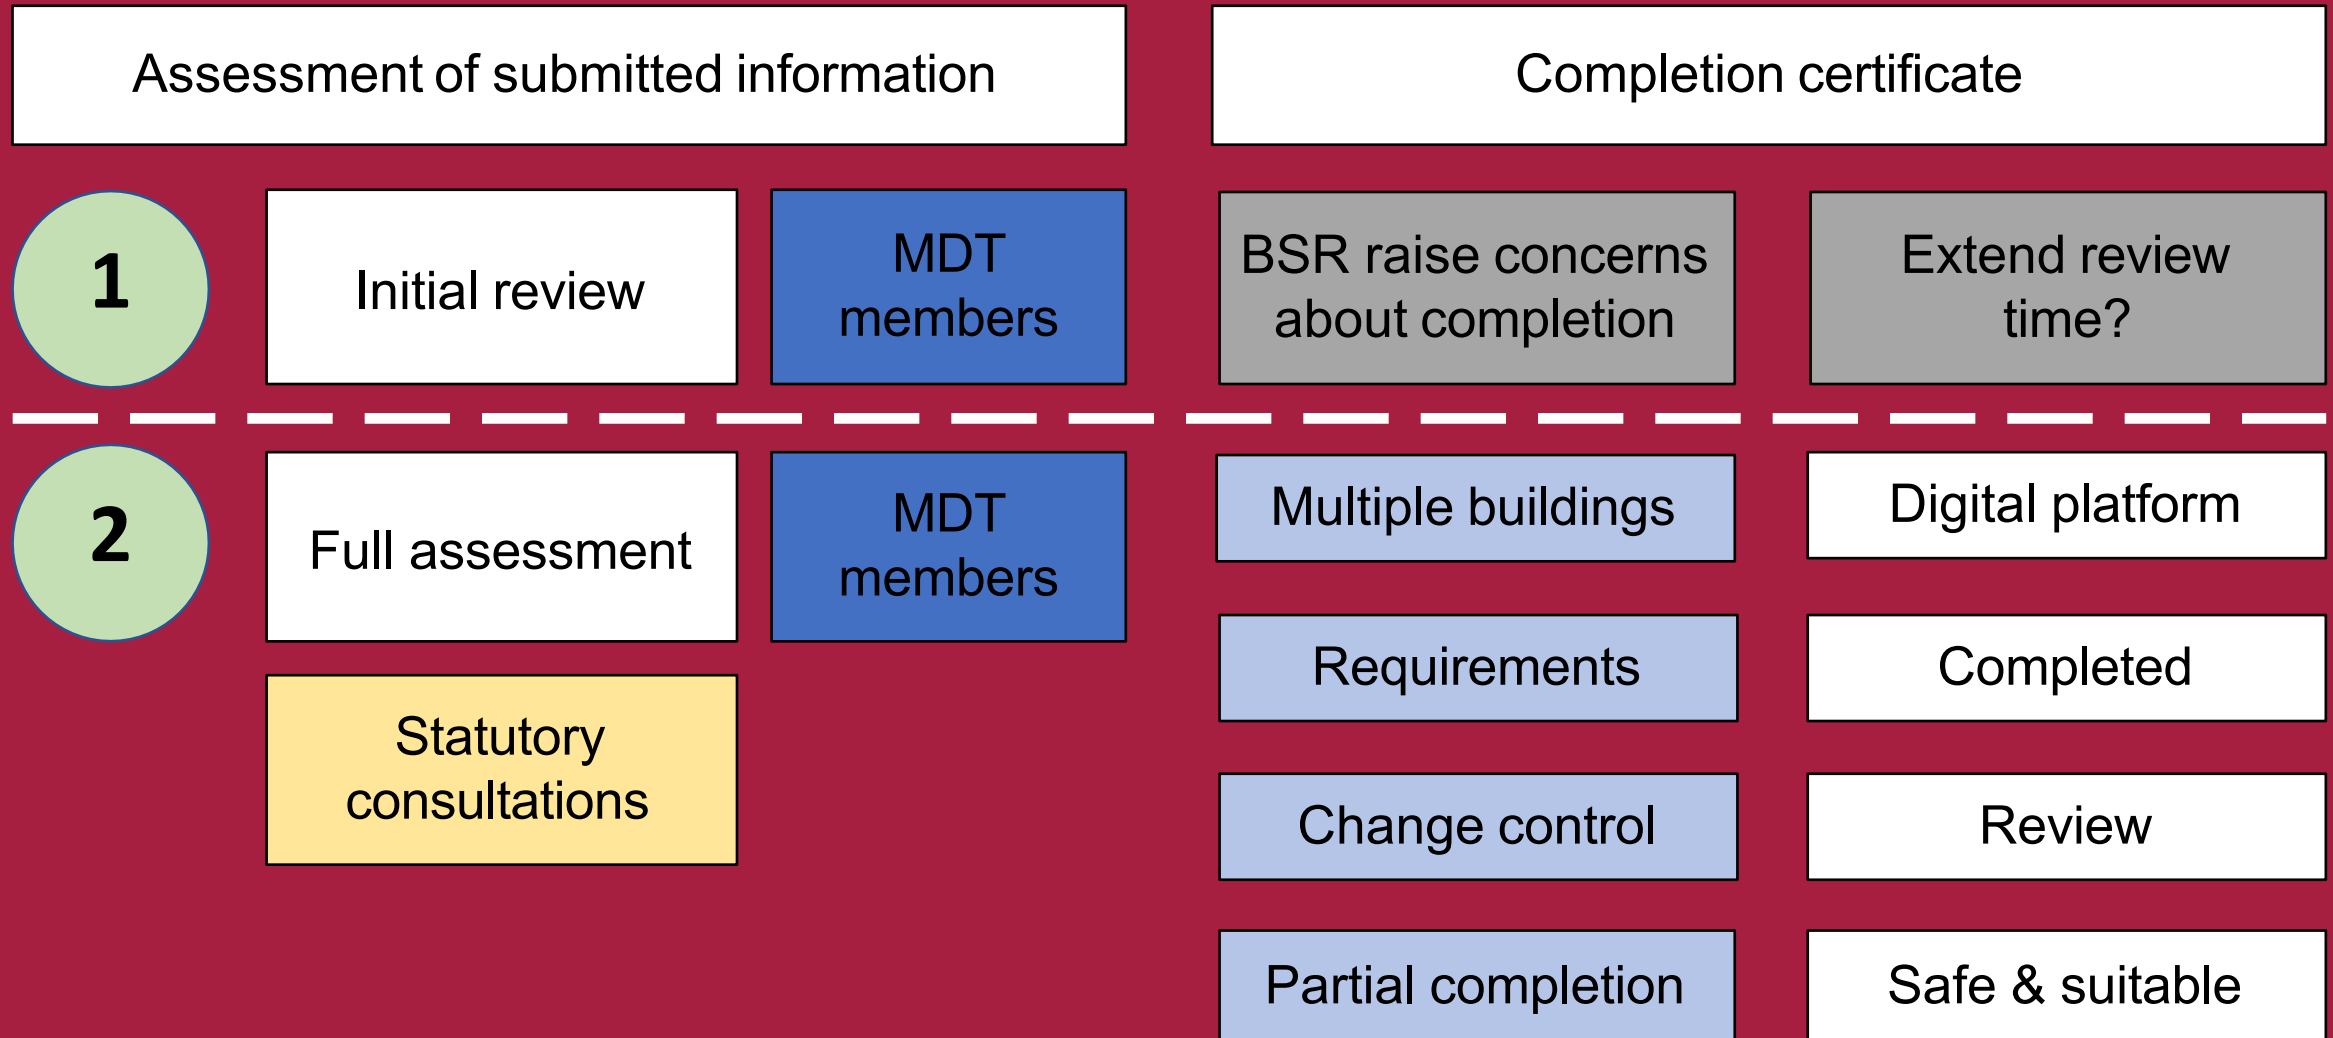 Assessment of submitted information
Completion certificate
1
Initial review
MDT
members
BSR raise concerns
about completion
Extend review
time?
2
Full assessment
MDT
members
Multiple buildings
Digital platform
Requirements
Completed
Statutory
consultations
Change control
Review
Partial completion
Safe & suitable